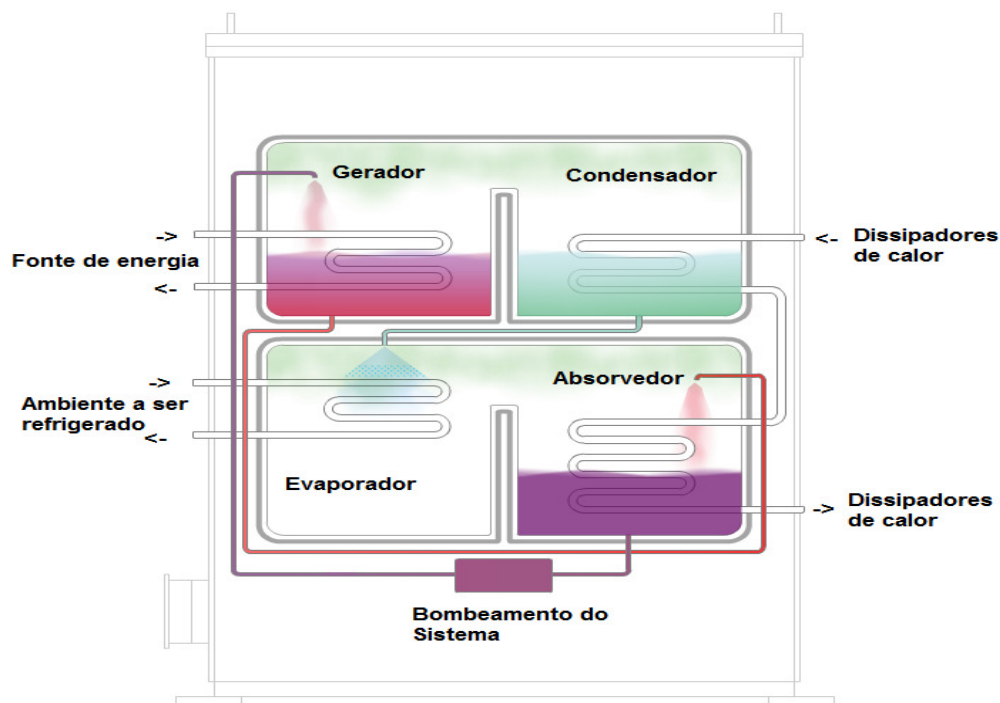 Gerador
Condensador
->
Fonte de energia
<-
<- Dissipadores
de calor
->
Ambiente a ser
refrigerado
<-
Absorvedor
Evaporador
-> Dissipadores
de calor
Bombeamento do
Sistema